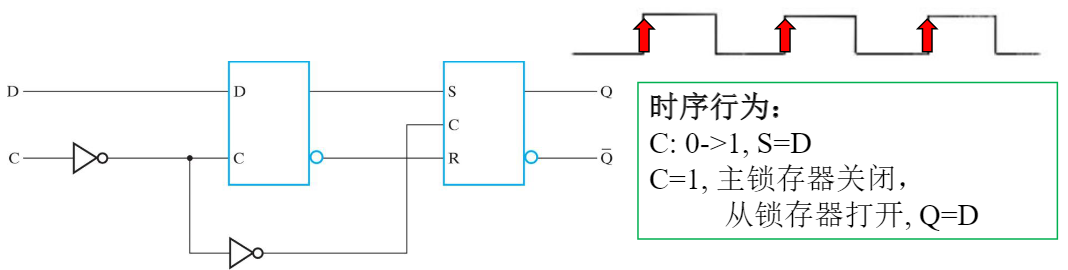 D
D
S
Q
C
C
C
R
Q̅
时序行为：
C: 0->1, S=D
C=1, 主锁存器关闭，
从锁存器打开, Q=D